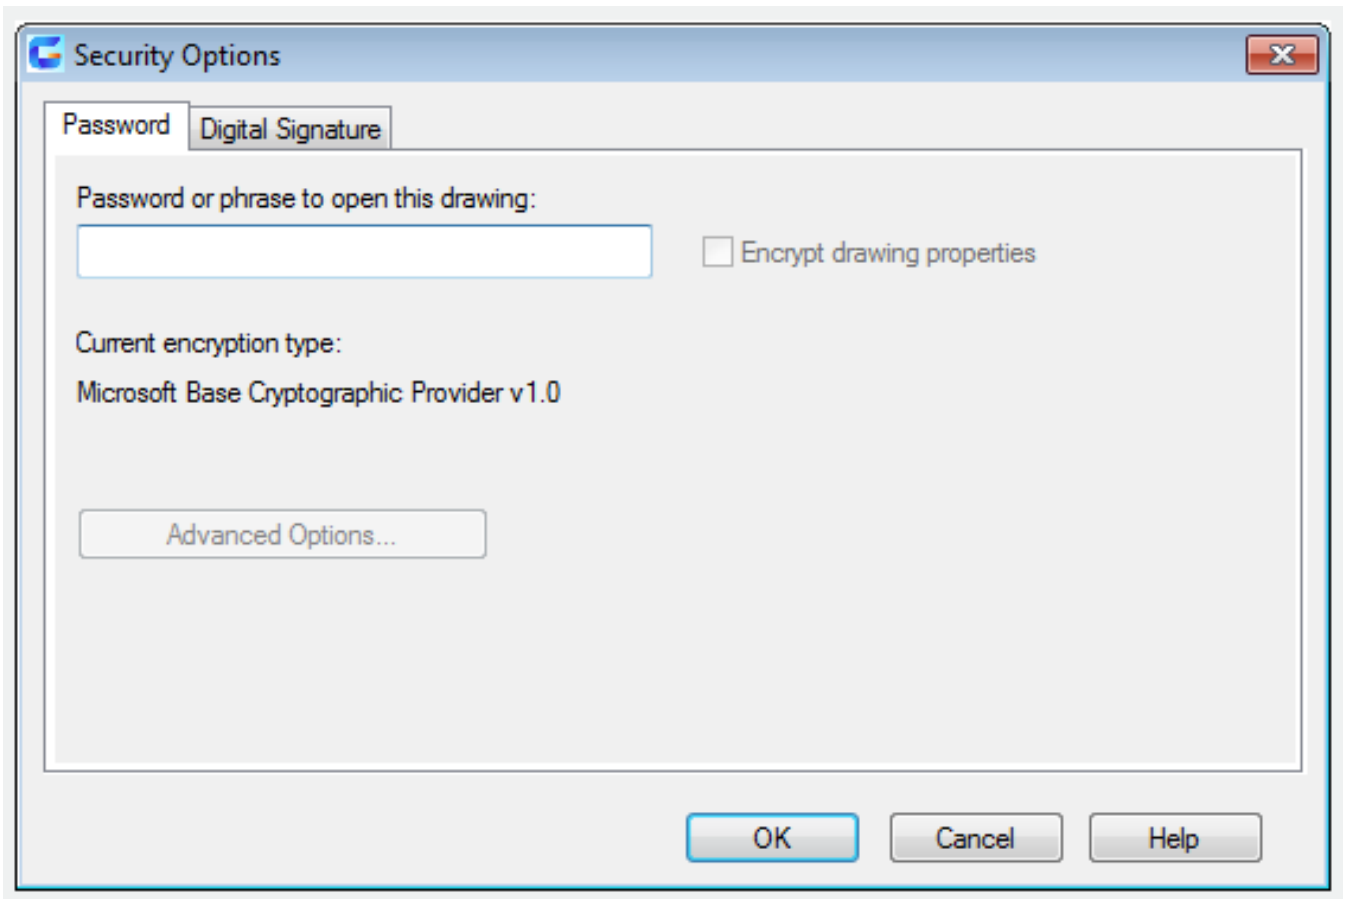 Security Options
Password Digital Signature
Password or phrase to open this drawing:
Encrypt drawing properties
Current encryption type:
Microsoft Base Cryptographic Provider v1.0
Advanced Options...
OK Cancel Help